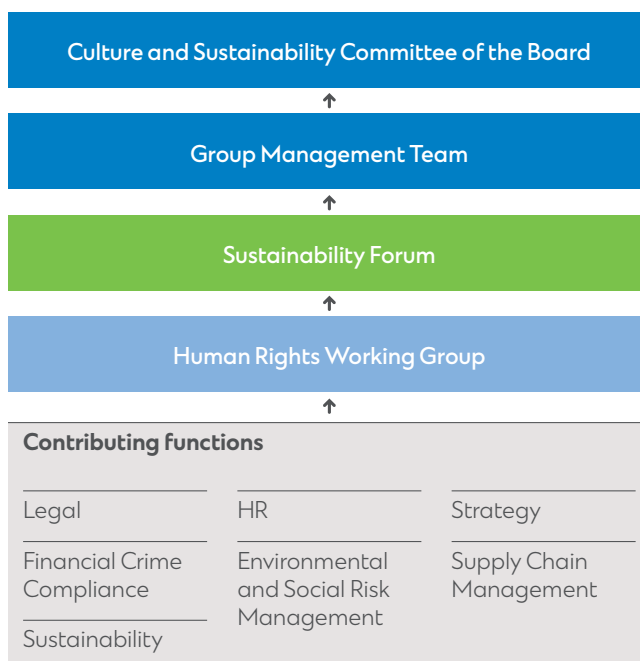 Culture and Sustainability Committee of the Board
Group Management Team
Sustainability Forum
Human Rights Working Group
Contributing functions
Legal
Financial Crime
Compliance
Sustainability
HR
Environmental
and Social Risk
Management
Strategy
Supply Chain
Management